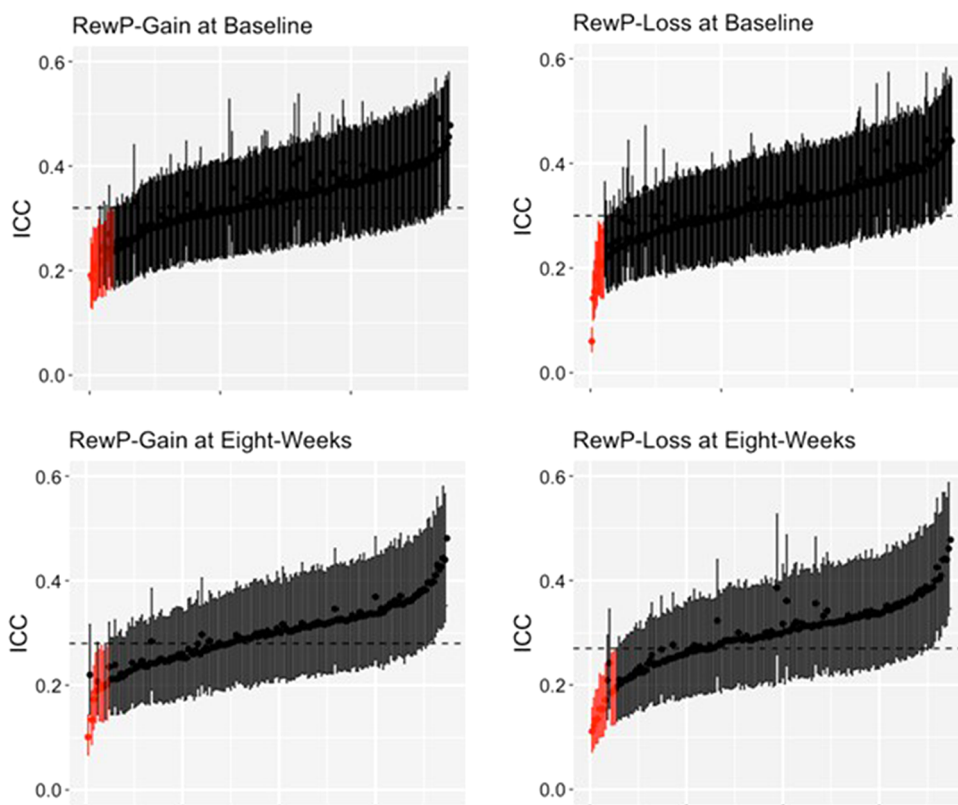 RewP-Gain at Baseline
0.6
0.4
0.2
0.0
ICC
RewP-Loss at Baseline
0.6
0.4
0.2
0.0
ICC
RewP-Gain at Eight-Weeks
0.6
0.4
0.2
0.0
ICC
RewP-Loss at Eight-Weeks
0.6
0.4
0.2
0.0
ICC